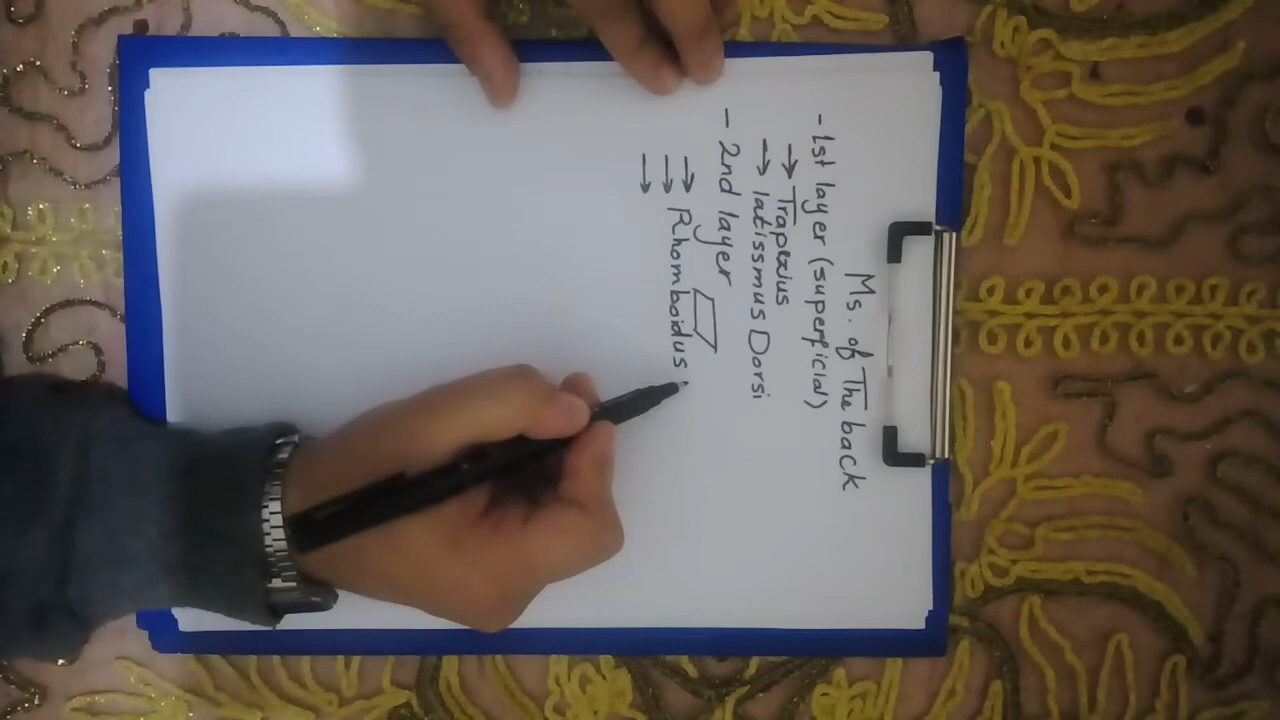 Ms. of The back
- 1st layer (superficial)
→ Trapezius
→ latissmus Dorsi
- 2nd layer
→
→ Rhomboidus
→